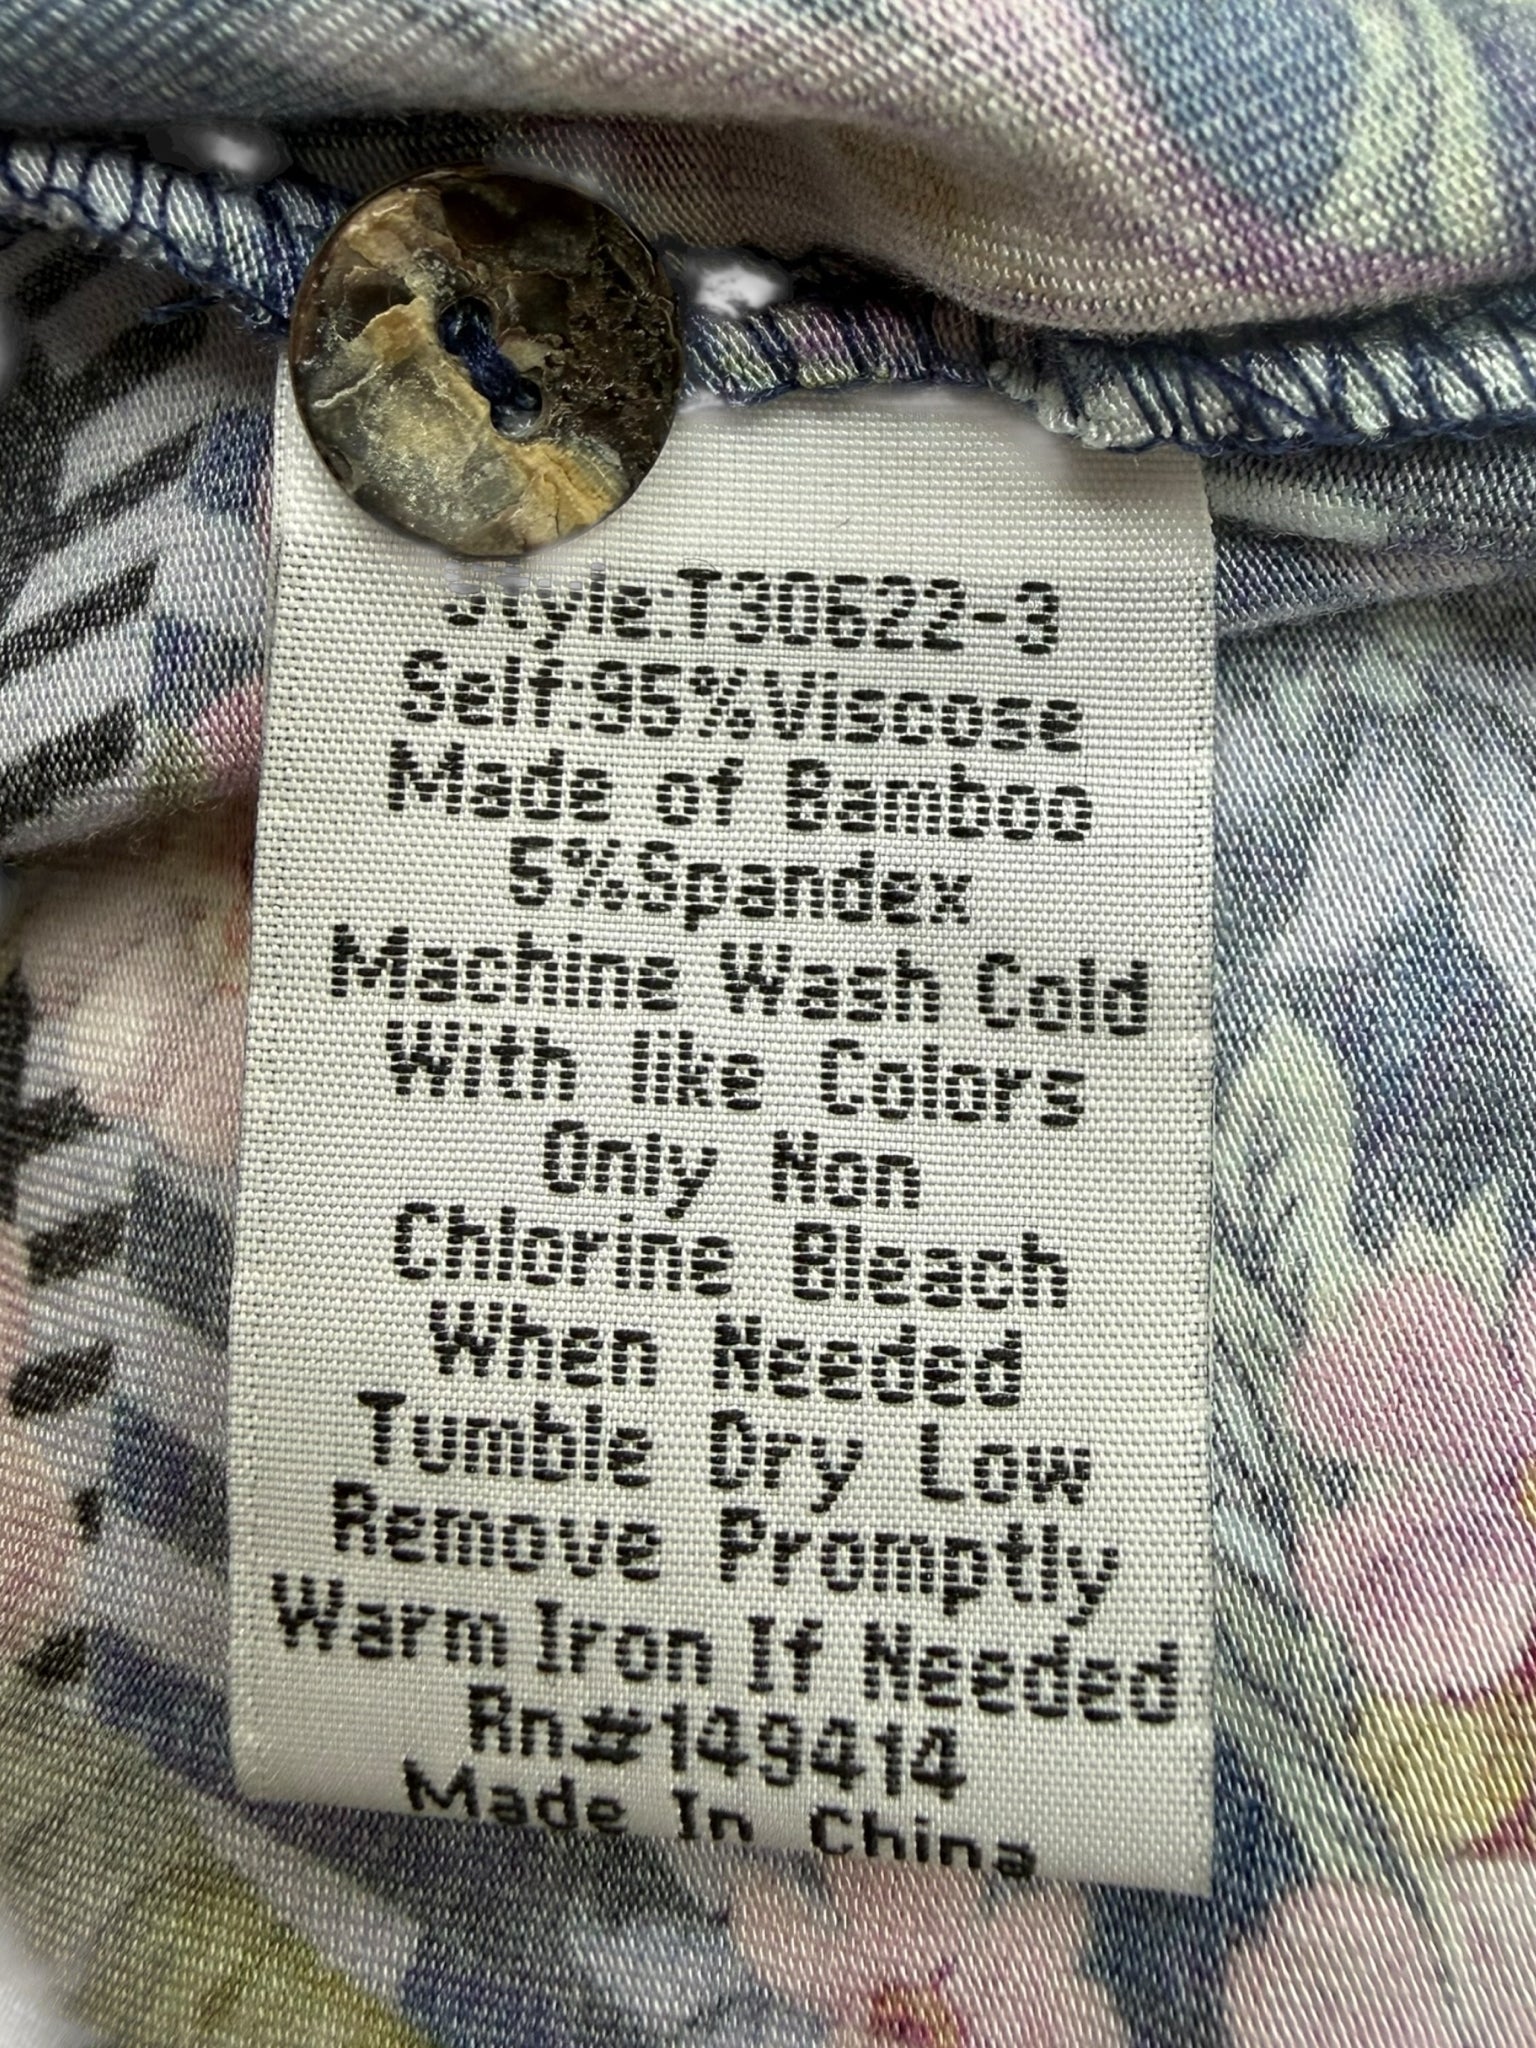 Style:T30622-3
Self:95%Viscose
Made of Bamboo
5%Spandex
Machine Wash Cold
With like Colors
Only Non
Chlorine Bleach
When Needed
Tumble Dry Low
Remove Promptly
Warm Iron If Needed
Rn#149414
Made In China